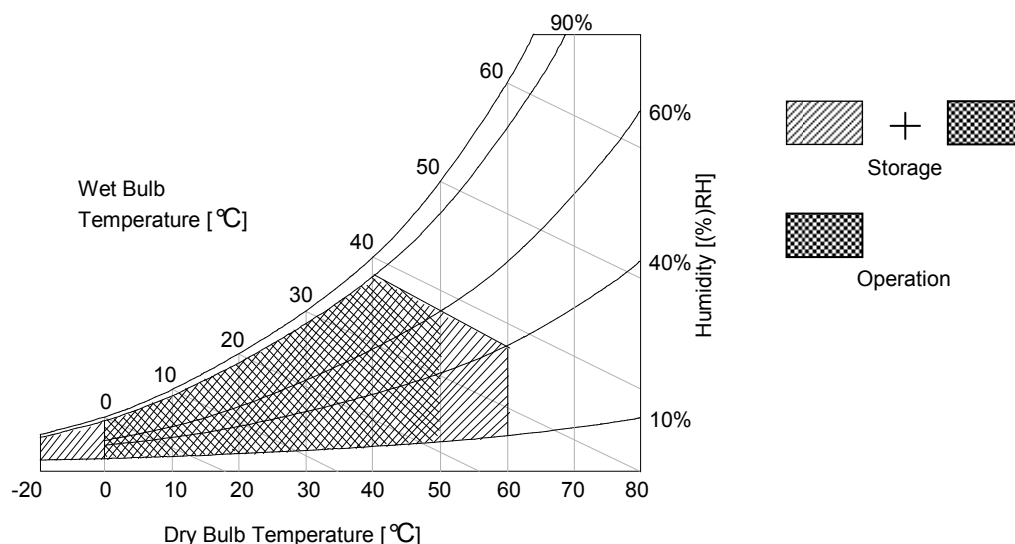 90%
60
60%
50
Wet Bulb
Temperature [℃]
40
40%
30
20
10
0
10%
Humidity [(%)RH]
-20 0 10 20 30 40 50 60 70 80
Dry Bulb Temperature [℃]
+
Storage
Operation